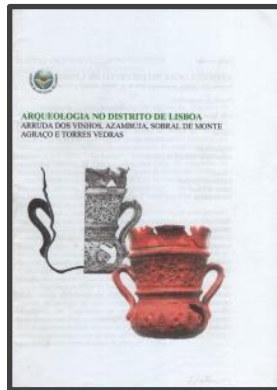 ARQUEOLOGIA NO DISTRITO DE LISBOA
ARRUDA DOS VINHOS, AZAMBUJA, SOBRAL DE MONTE
AGRAÇO E TORRES VEDRAS